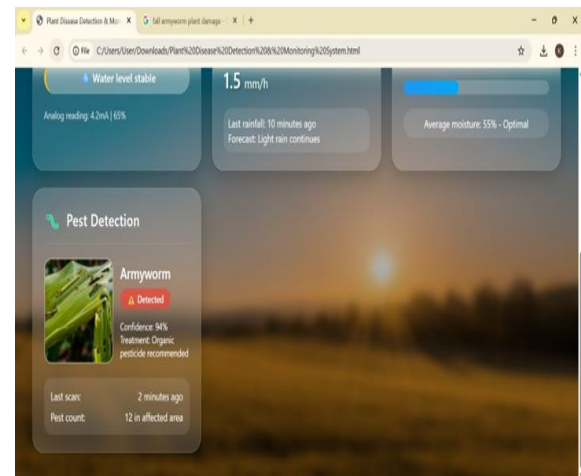 Plant Disease Detection & Mon
fall armyworm plant damage -
File
C:/Users/User/Downloads/Plant%20Disease%20Detection%20&%20Monitoring%20System.html
Water level stable
Analog reading: 4.2mA | 65%
1.5 mm/h
Last rainfall: 10 minutes ago
Forecast: Light rain continues
Average moisture: 55% - Optimal
Pest Detection
Armyworm
Detected
Confidence: 94%
Treatment: Organic
pesticide recommended
Last scan: 2 minutes ago
Pest count: 12 in affected area